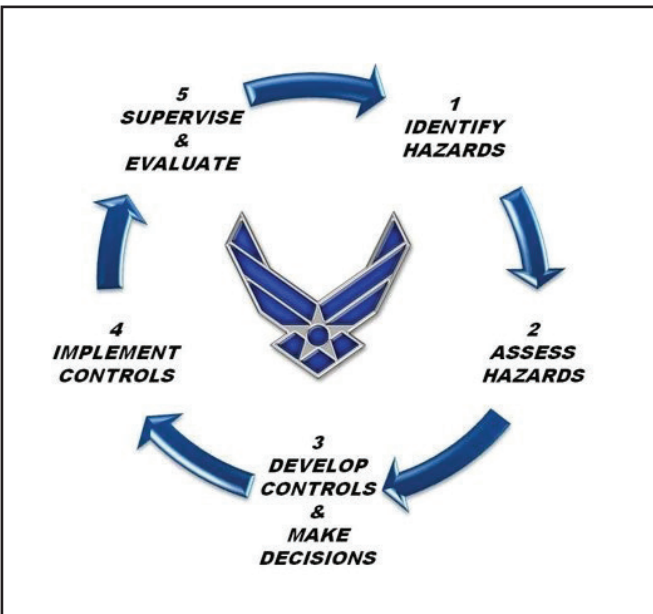 1
IDENTIFY
HAZARDS
2
ASSESS
HAZARDS
3
DEVELOP
CONTROLS
&
MAKE
DECISIONS
4
IMPLEMENT
CONTROLS
5
SUPERVISE
&
EVALUATE